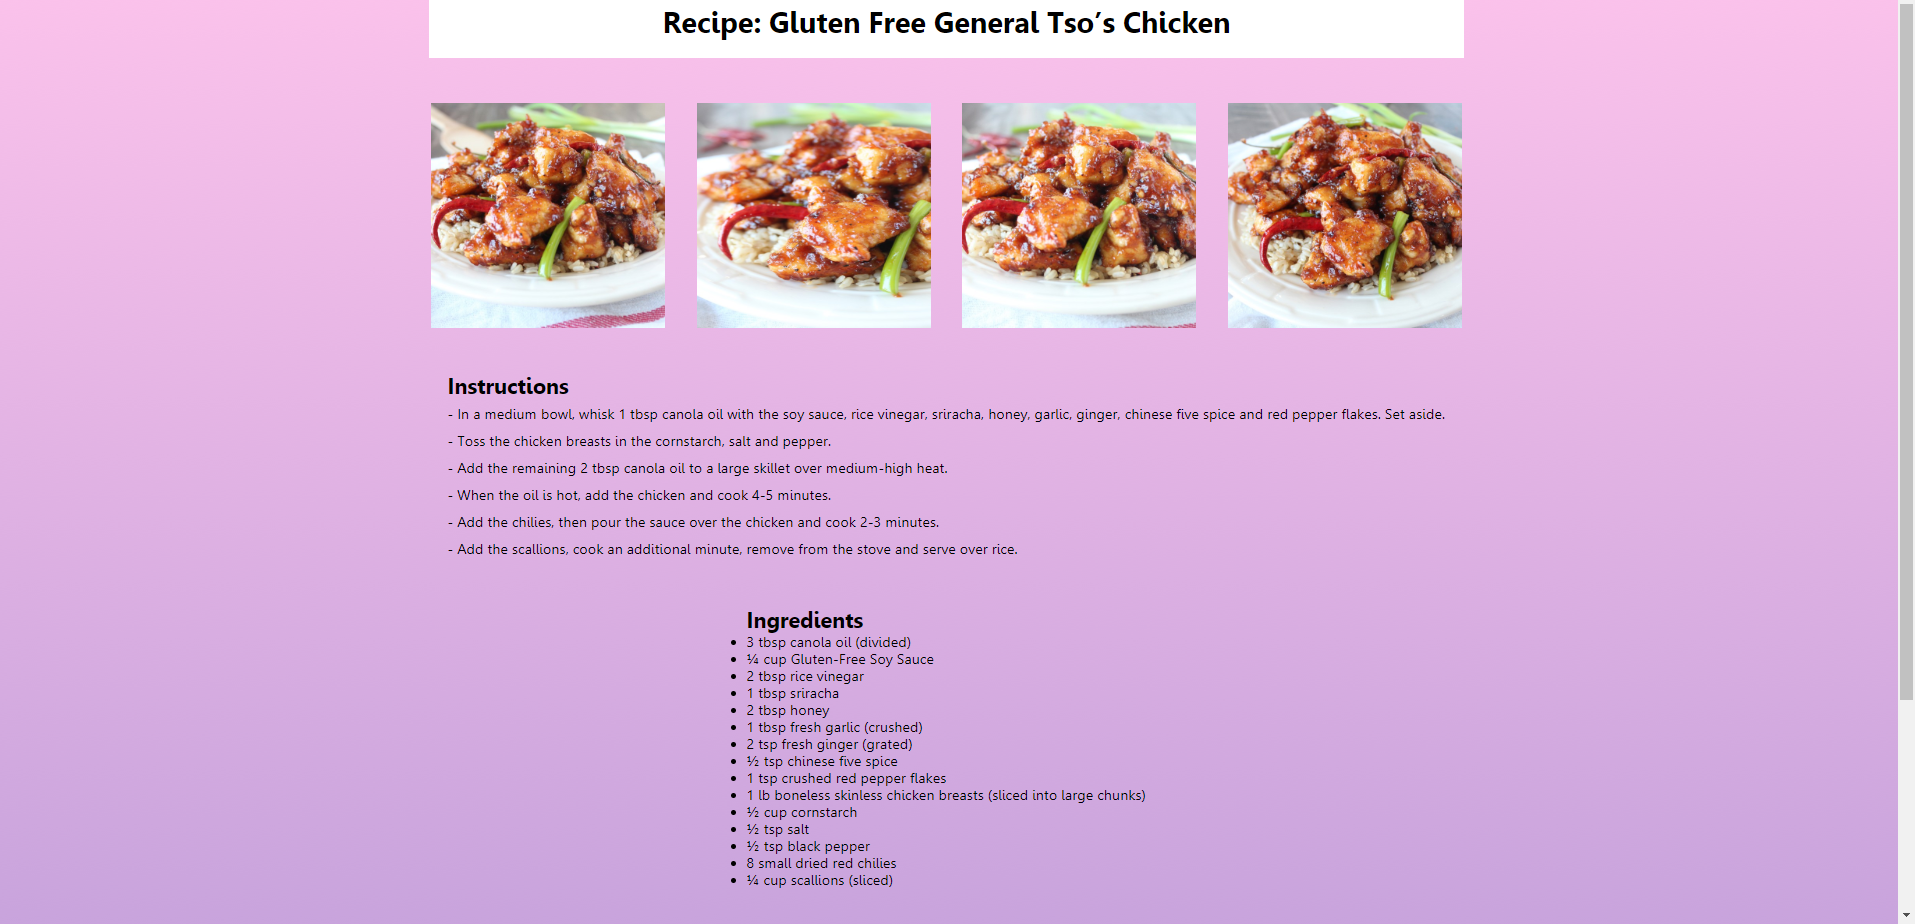 Recipe: Gluten Free General Tso’s Chicken
Instructions
- In a medium bowl, whisk 1 tbsp canola oil with the soy sauce, rice vinegar, sriracha, honey, garlic, ginger, chinese five spice and red pepper flakes. Set aside.
- Toss the chicken breasts in the cornstarch, salt and pepper.
- Add the remaining 2 tbsp canola oil to a large skillet over medium-high heat.
- When the oil is hot, add the chicken and cook 4-5 minutes.
- Add the chilies, then pour the sauce over the chicken and cook 2-3 minutes.
- Add the scallions, cook an additional minute, remove from the stove and serve over rice.
Ingredients
• 3 tbsp canola oil (divided)
• ¼ cup Gluten-Free Soy Sauce
• 2 tbsp rice vinegar
• 1 tbsp sriracha
• 2 tbsp honey
• 1 tbsp fresh garlic (crushed)
• 2 tsp fresh ginger (grated)
• ½ tsp chinese five spice
• 1 tsp crushed red pepper flakes
• 1 lb boneless skinless chicken breasts (sliced into large chunks)
• ½ cup cornstarch
• ½ tsp salt
• ½ tsp black pepper
• 8 small dried red chilies
• ¼ cup scallions (sliced)